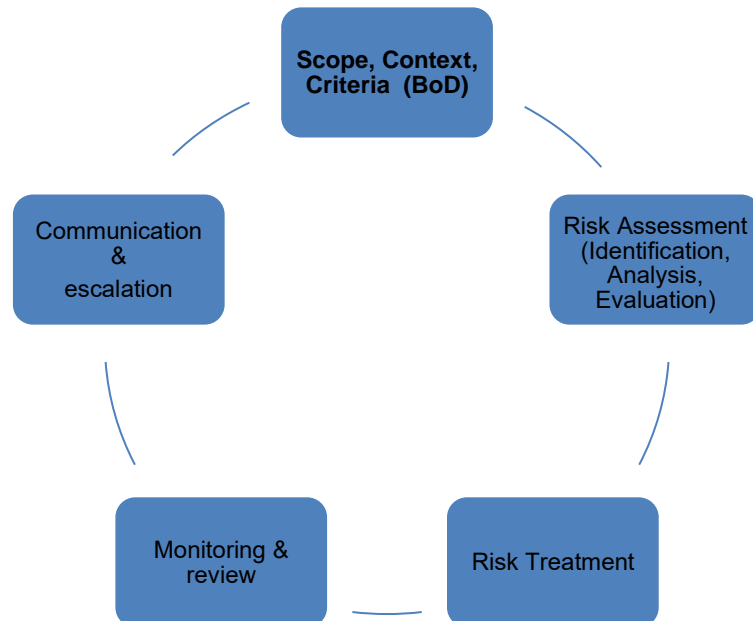 Scope, Context,
Criteria (BoD)
Risk Assessment
(Identification,
Analysis,
Evaluation)
Risk Treatment
Monitoring &
review
Communication
&
escalation